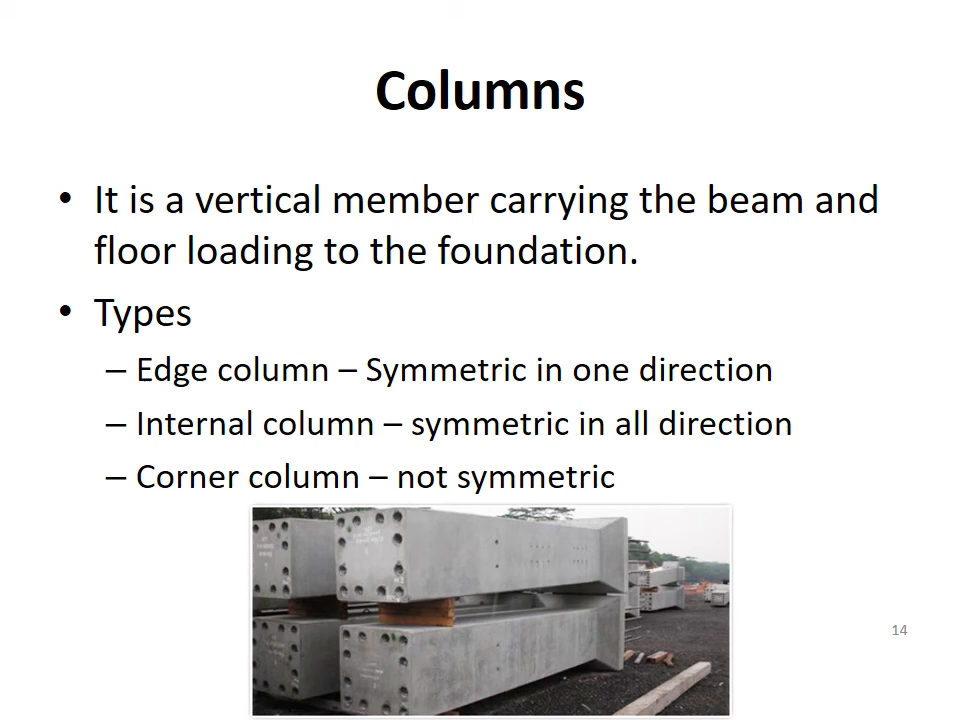 Columns
• It is a vertical member carrying the beam and
floor loading to the foundation.
• Types
– Edge column – Symmetric in one direction
– Internal column – symmetric in all direction
– Corner column – not symmetric
14